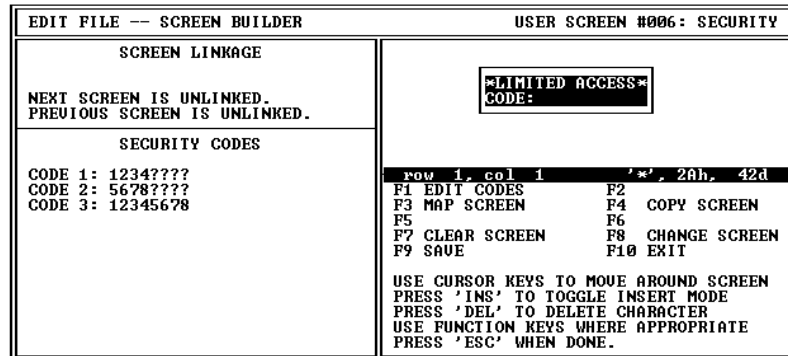 EDIT FILE -- SCREEN BUILDER
USER SCREEN #006: SECURITY
SCREEN LINKAGE
NEXT SCREEN IS UNLINKED.
PREVIOUS SCREEN IS UNLINKED.
SECURITY CODES
CODE 1: 1234????
CODE 2: 5678????
CODE 3: 12345678
*LIMITED ACCESS*
CODE:
row 1, col 1 '*', 2Ah, 42d
F1 EDIT CODES F2
F3 MAP SCREEN F4 COPY SCREEN
F5 F6
F7 CLEAR SCREEN F8 CHANGE SCREEN
F9 SAVE F10 EXIT
USE CURSOR KEYS TO MOVE AROUND SCREEN
PRESS 'INS' TO TOGGLE INSERT MODE
PRESS 'DEL' TO DELETE CHARACTER
USE FUNCTION KEYS WHERE APPROPRIATE
PRESS 'ESC' WHEN DONE.